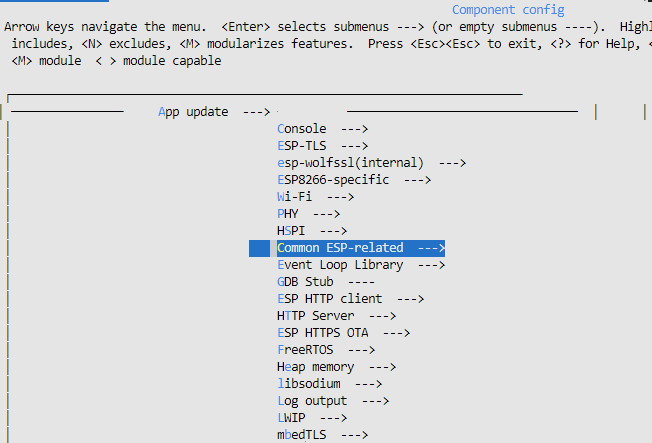 Component config
Arrow keys navigate the menu. <Enter> selects submenus ---> (or empty submenus ----). Highl
includes, <N> excludes, <M> modularizes features. Press <Esc><Esc> to exit, <?> for Help, <
<M> module < > module capable
App update --->
Console --->
ESP-TLS --->
esp-wolfssl(internal) --->
ESP8266-specific --->
Wi-Fi --->
PHY --->
HSPI --->
Common ESP-related --->
Event Loop Library --->
GDB Stub ----
ESP HTTP client --->
HTTP Server --->
ESP HTTPS OTA --->
FreeRTOS --->
Heap memory --->
libsodium --->
Log output --->
LWIP --->
mbedTLS --->